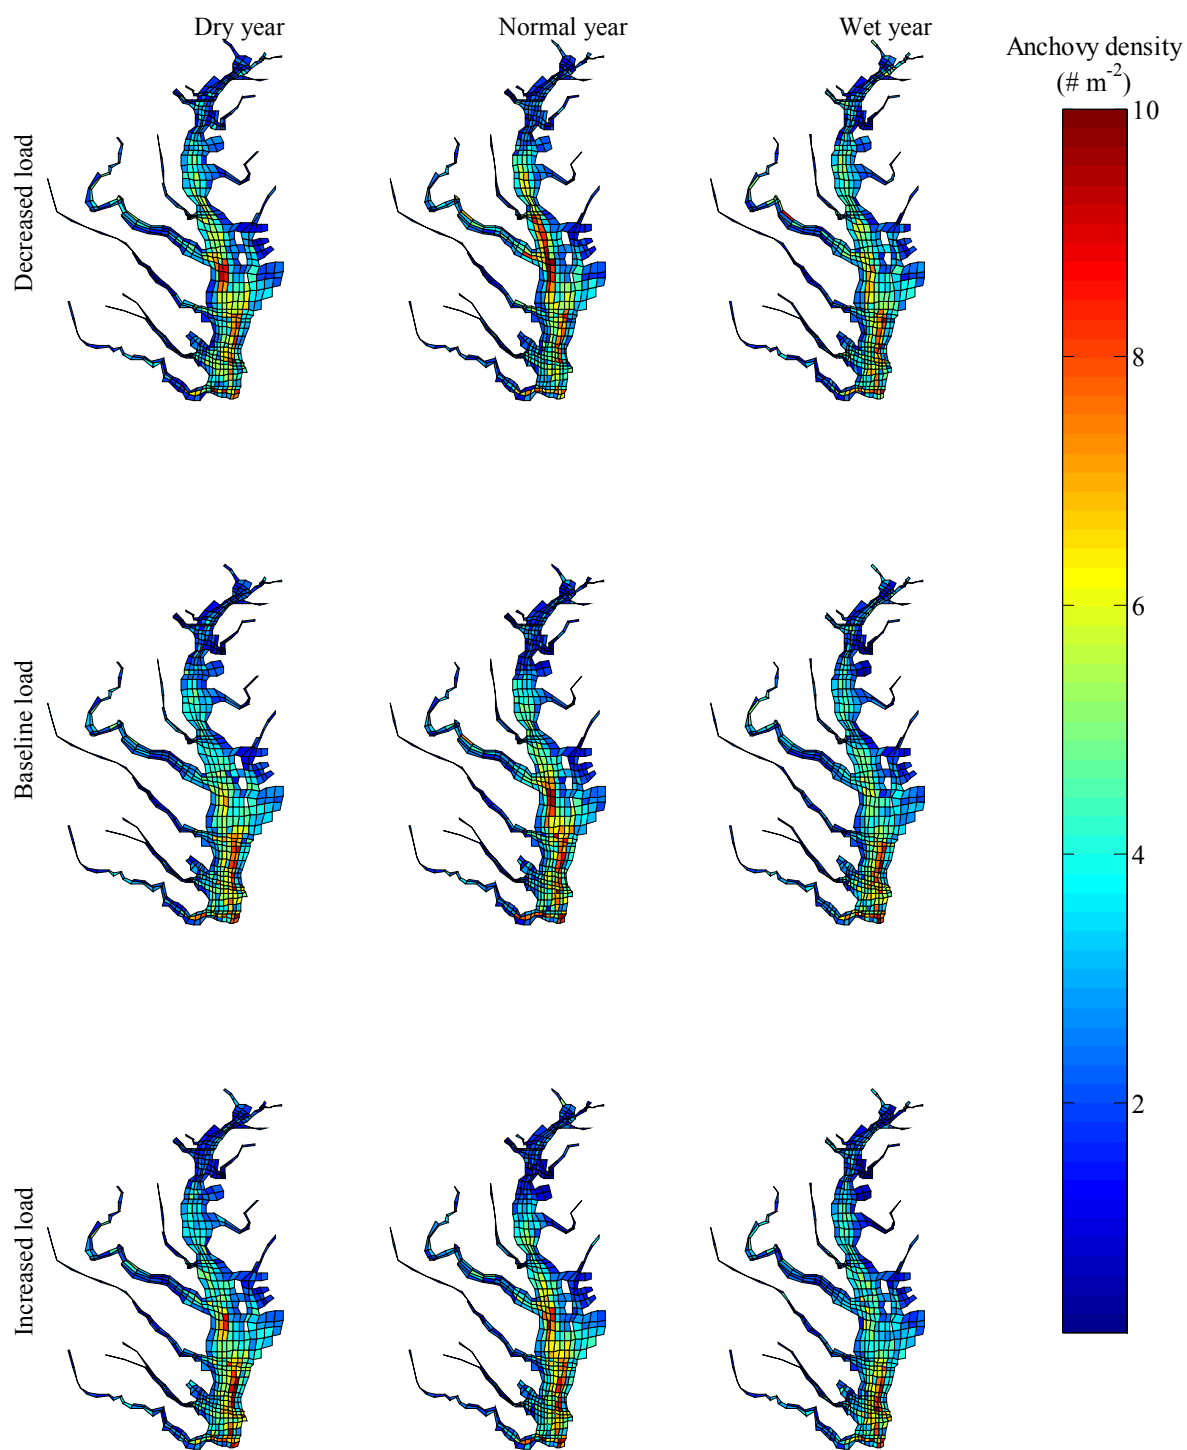 Dry year
Normal year
Wet year
Anchovy density
(# m⁻²)
10
8
6
4
2
Decreased load
Baseline load
Increased load